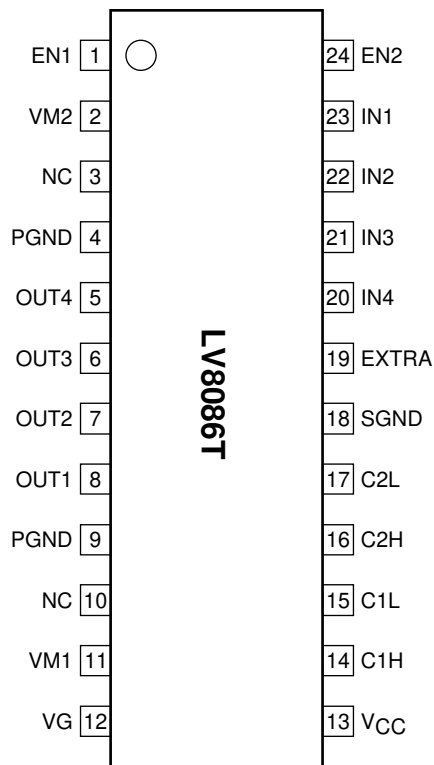 EN1 1 24 EN2
VM2 2 23 IN1
NC 3 22 IN2
PGND 4 21 IN3
OUT4 5 20 IN4
OUT3 6 19 EXTRA
OUT2 7 18 SGND
OUT1 8 17 C2L
PGND 9 16 C2H
NC 10 15 C1L
VM1 11 14 C1H
VG 12 13 VCC
LV8086T